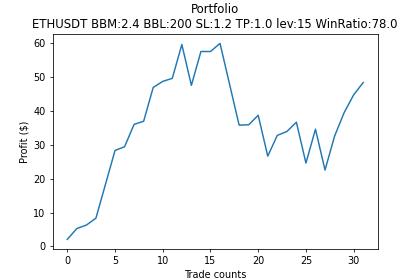 Portfolio
ETHUSDT BBM:2.4 BBL:200 SL:1.2 TP:1.0 lev:15 WinRatio:78.0
60
50
40
30
20
10
0
Profit ($)
0 5 10 15 20 25 30
Trade counts